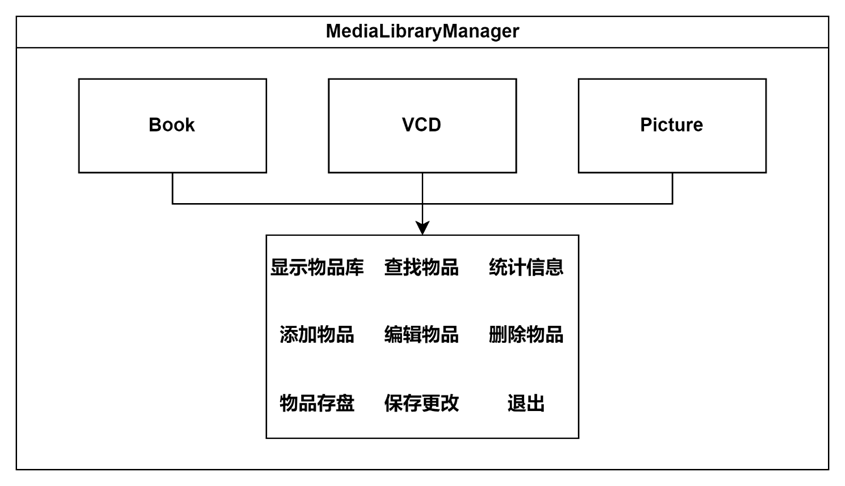 MediaLibraryManager
Book VCD Picture
显示物品库 查找物品 统计信息
添加物品 编辑物品 删除物品
物品存盘 保存更改 退出